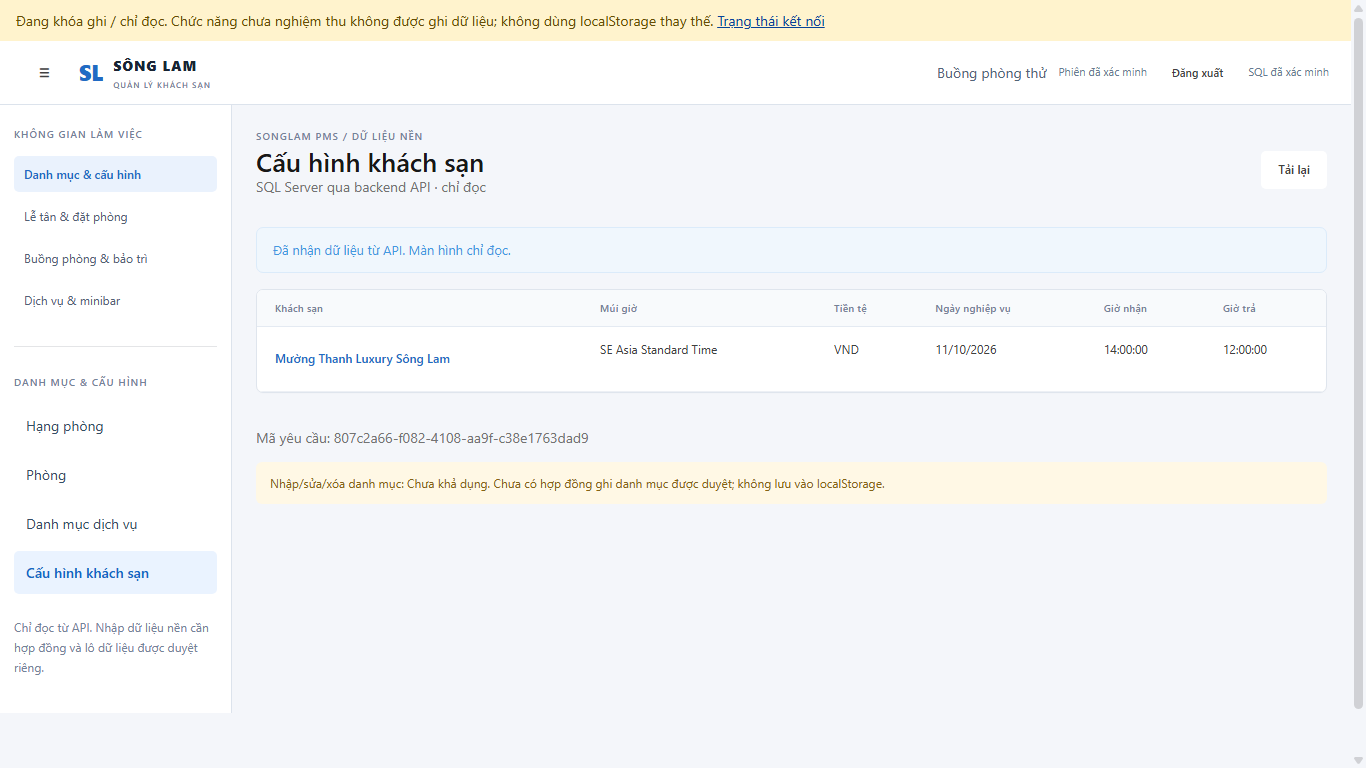 Đang khóa ghi / chỉ đọc. Chức năng chưa nghiệm thu không được ghi dữ liệu; không dùng localStorage thay thế. Trạng thái kết nối
☰ SL SÔNG LAM
QUẢN LÝ KHÁCH SẠN
Buồng phòng thử Phiên đã xác minh Đăng xuất SQL đã xác minh
KHÔNG GIAN LÀM VIỆC
Danh mục & cấu hình
Lễ tân & đặt phòng
Buồng phòng & bảo trì
Dịch vụ & minibar
DANH MỤC & CẤU HÌNH
Hạng phòng
Phòng
Danh mục dịch vụ
Cấu hình khách sạn
Chỉ đọc từ API. Nhập dữ liệu nền cần
hợp đồng và lô dữ liệu được duyệt
riêng.
SONGLAM PMS / DỮ LIỆU NỀN
Cấu hình khách sạn
SQL Server qua backend API · chỉ đọc
Tải lại
Đã nhận dữ liệu từ API. Màn hình chỉ đọc.
Khách sạn Múi giờ Tiền tệ Ngày nghiệp vụ Giờ nhận Giờ trả
Mường Thanh Luxury Sông Lam SE Asia Standard Time VND 11/10/2026 14:00:00 12:00:00
Mã yêu cầu: 807c2a66-f082-4108-aa9f-c38e1763dad9
Nhập/sửa/xóa danh mục: Chưa khả dụng. Chưa có hợp đồng ghi danh mục được duyệt; không lưu vào localStorage.